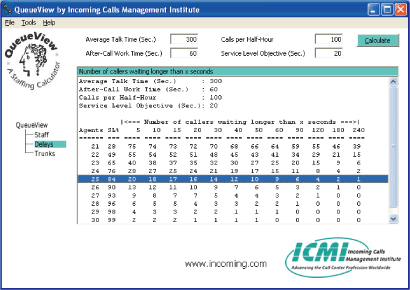 QueueView by Incoming Calls Management Institute
File Tools Help
QueueView
A Staffing Calculator
Average Talk Time (Sec.) 300 Calls per Half-Hour 100 Calculate
After-Call Work Time (Sec.) 60 Service Level Objective (Sec.) 20
Number of callers waiting longer than x seconds
Average Talk Time (Sec.) : 300
After-Call Work Time (Sec.) : 60
Calls per Half-Hour : 100
Service Level Objective (Sec.): 20
|<--- Number of callers waiting longer than x seconds --->|
Agents SL% 5 10 15 20 30 40 50 60 90 120 180 240
21 28 75 74 73 72 70 68 66 64 59 55 46 39
22 49 55 54 52 51 48 45 43 41 34 29 21 15
23 65 40 38 37 35 32 30 27 25 20 15 9 6
24 76 28 27 25 24 21 19 17 15 11 8 4 2
25 84 20 18 17 16 14 12 10 9 6 4 2 1
26 90 13 12 11 10 9 7 6 5 3 2 1 0
27 93 9 8 7 7 5 4 4 3 2 1 0 0
28 96 6 5 5 4 3 3 2 2 1 0 0 0
29 98 4 3 3 2 2 1 1 1 0 0 0 0
30 99 2 2 2 1 1 1 1 0 0 0 0 0
QueueView
Staff
Delays
Trunks
www.incoming.com
ICMI Incoming Calls
Management Institute
Advancing the Call Center Profession Worldwide